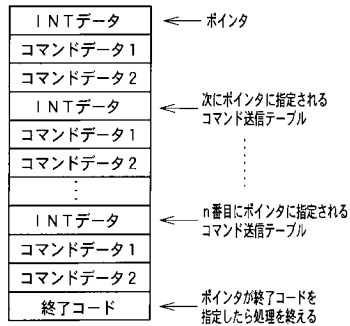 INTデータ
ポインタ
コマンドデータ1
コマンドデータ2
INTデータ
次にポインタに指定される
コマンド送信テーブル
コマンドデータ1
コマンドデータ2
INTデータ
n番目にポインタに指定される
コマンド送信テーブル
コマンドデータ1
コマンドデータ2
終了コード
ポインタが終了コードを
指定したら処理を終える